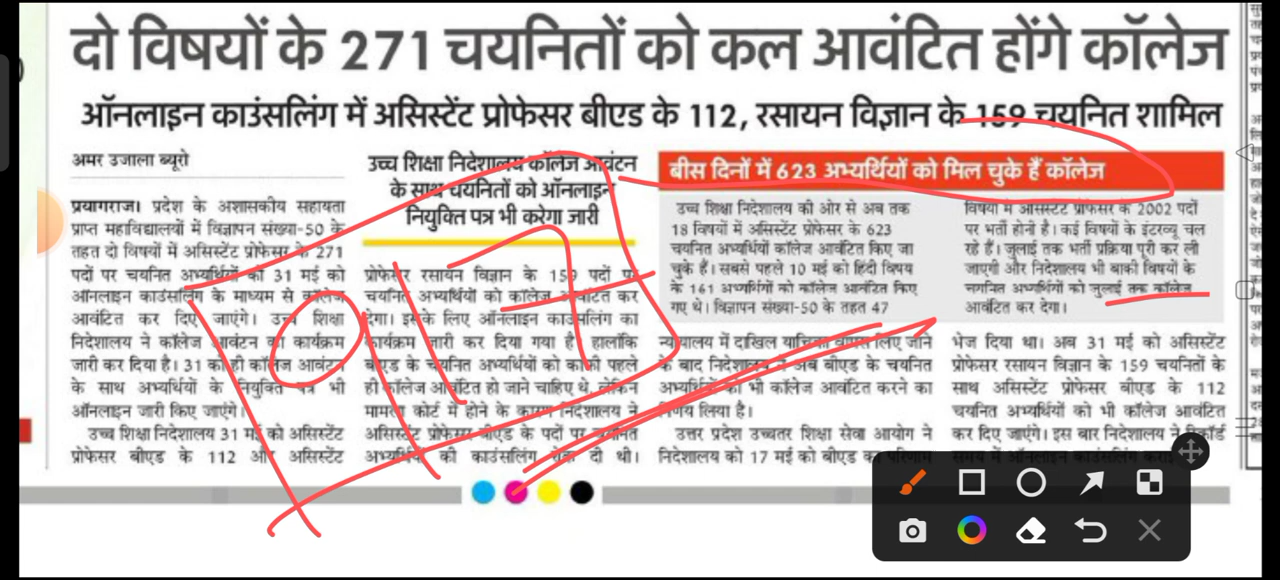 दो विषयों के 271 चयनितों को कल आवंटित होंगे कॉलेज
ऑनलाइन काउंसलिंग में असिस्टेंट प्रोफेसर बीएड के 112, रसायन विज्ञान के 159 चयनित शामिल
अमर उजाला ब्यूरो
प्रयागराज। प्रदेश के अशासकीय सहायता
प्राप्त महाविद्यालयों में विज्ञापन संख्या-50 के
तहत दो विषयों में असिस्टेंट प्रोफेसर के 271
पदों पर चयनित अभ्यर्थियों को 31 मई को
ऑनलाइन काउंसलिंग के माध्यम से कॉलेज
आवंटित कर दिए जाएंगे। उच्च शिक्षा
निदेशालय ने कॉलेज आवंटन का कार्यक्रम
जारी कर दिया है। 31 को ही कॉलेज आवंटन
के साथ अभ्यर्थियों के नियुक्ति पत्र भी
ऑनलाइन जारी किए जाएंगे।
उच्च शिक्षा निदेशालय 31 मई को असिस्टेंट
प्रोफेसर बीएड के 112 और असिस्टेंट
उच्च शिक्षा निदेशालय कॉलेज आवंटन
के साथ चयनितों को ऑनलाइन
नियुक्ति पत्र भी करेगा जारी
प्रोफेसर रसायन विज्ञान के 159 पदों पर
चयनित अभ्यर्थियों को कॉलेज आवंटित कर
देगा। इसके लिए ऑनलाइन काउंसलिंग का
कार्यक्रम जारी कर दिया गया है। हालांकि
बीएड के चयनित अभ्यर्थियों को काफी पहले
ही कॉलेज आवंटित हो जाने चाहिए थे, लेकिन
मामला कोर्ट में होने के कारण निदेशालय ने
असिस्टेंट प्रोफेसर बीएड के पदों पर चयनित
अभ्यर्थियों की काउंसलिंग रोक दी थी।
बीस दिनों में 623 अभ्यर्थियों को मिल चुके हैं कॉलेज
उच्च शिक्षा निदेशालय की ओर से अब तक
18 विषयों में असिस्टेंट प्रोफेसर के 623
चयनित अभ्यर्थियों कॉलेज आवंटित किए जा
चुके हैं। सबसे पहले 10 मई को हिंदी विषय
के 161 अभ्यर्थियों को कॉलेज आवंटित किए
गए थे। विज्ञापन संख्या-50 के तहत 47
विषयों में असिस्टेंट प्रोफेसर के 2002 पदों
पर भर्ती होनी है। कई विषयों के इंटरव्यू चल
रहे हैं। जुलाई तक भर्ती प्रक्रिया पूरी कर ली
जाएगी और निदेशालय भी बाकी विषयों के
चयनित अभ्यर्थियों को जुलाई तक कॉलेज
आवंटित कर देगा।
न्यायालय में दाखिल याचिका वापस लिए जाने
के बाद निदेशालय ने अब बीएड के चयनित
अभ्यर्थियों को भी कॉलेज आवंटित करने का
निर्णय लिया है।
उत्तर प्रदेश उच्चतर शिक्षा सेवा आयोग ने
निदेशालय को 17 मई को बीएड का परिणाम
भेज दिया था। अब 31 मई को असिस्टेंट
प्रोफेसर रसायन विज्ञान के 159 चयनितों के
साथ असिस्टेंट प्रोफेसर बीएड के 112
चयनित अभ्यर्थियों को भी कॉलेज आवंटित
कर दिए जाएंगे। इस बार निदेशालय ने रिकॉर्ड
समय में ऑनलाइन काउंसलिंग